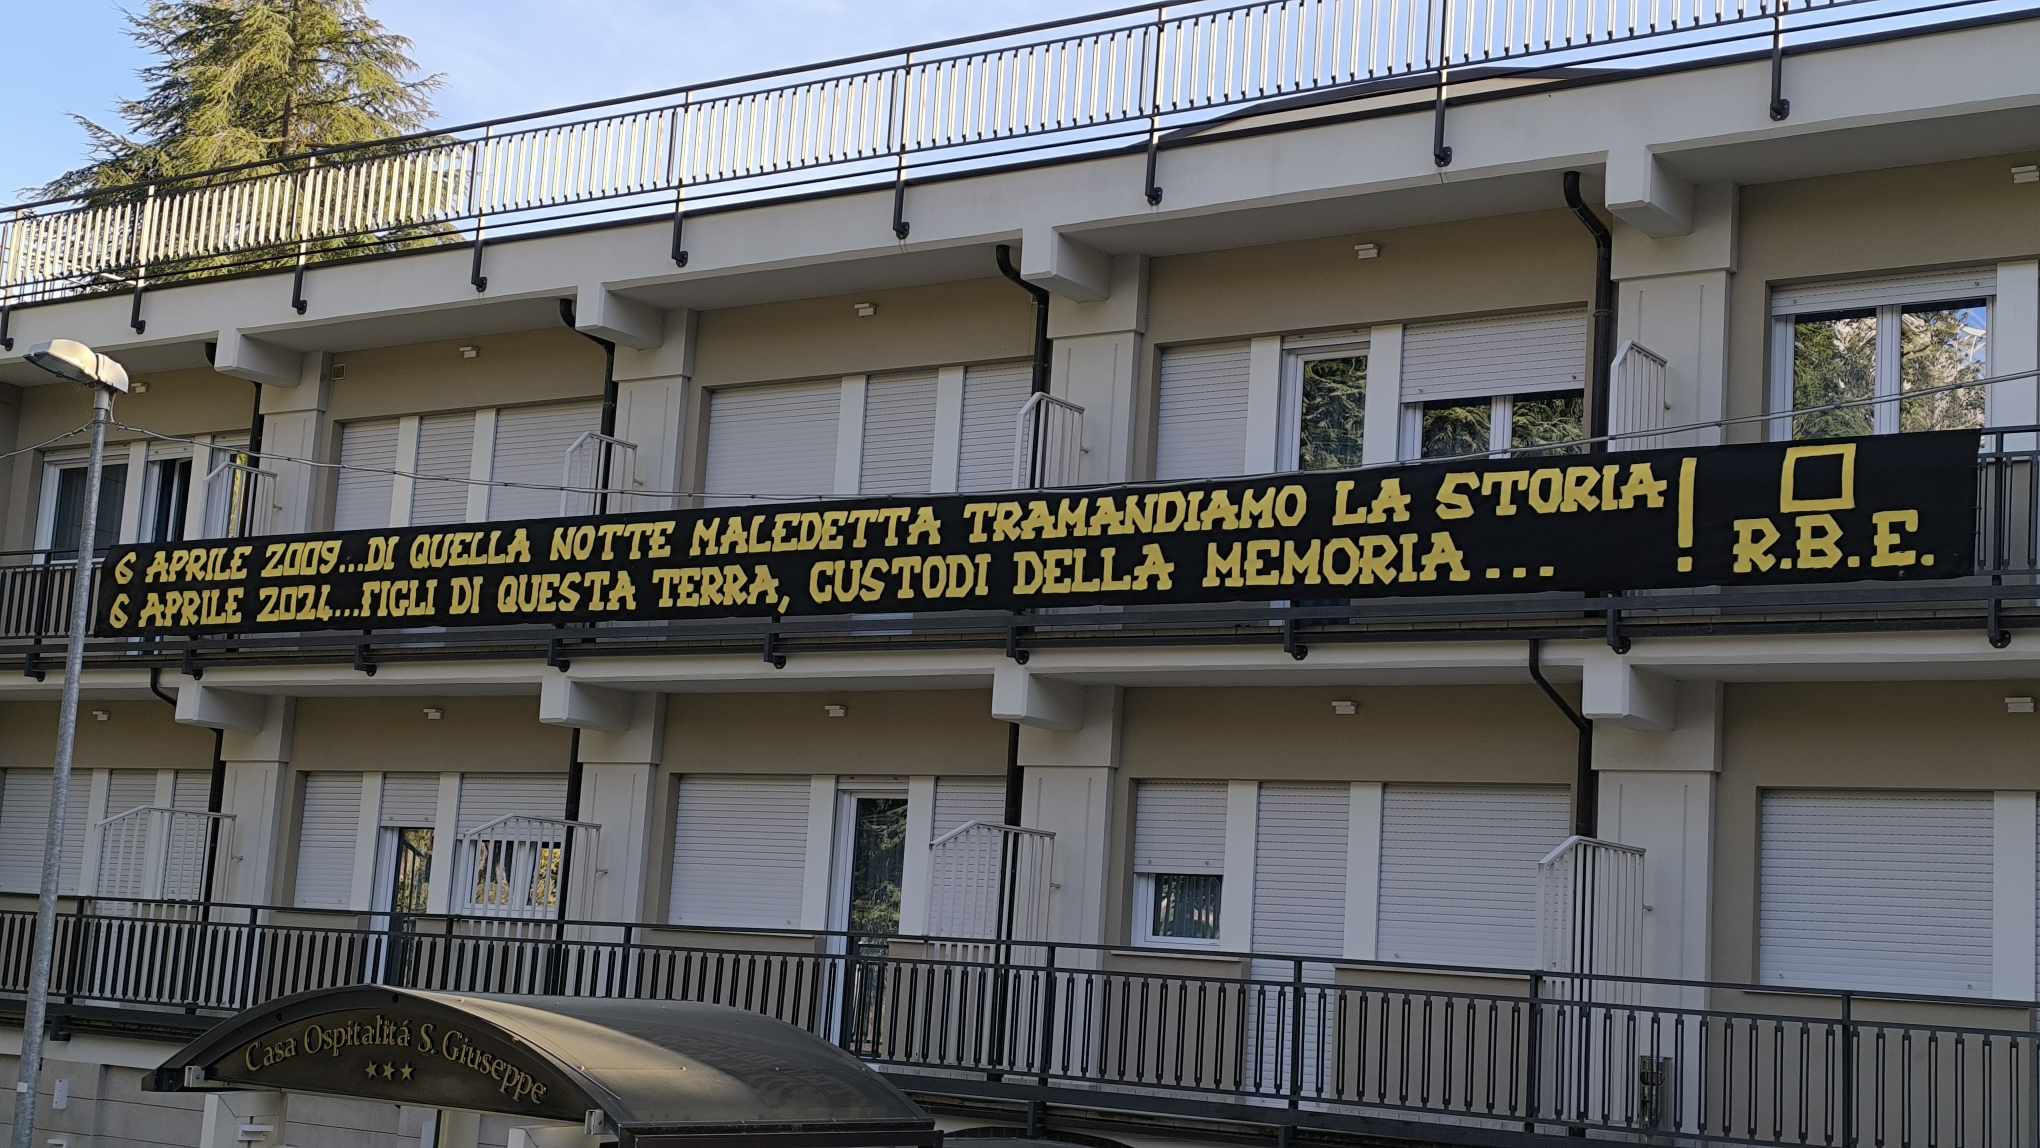 6 APRILE 2009...DI QUELLA NOTTE MALEDETTA TRAMANDIAMO LA STORIA!
6 APRILE 2024...FIGLI DI QUESTA TERRA, CUSTODI DELLA MEMORIA...
R.B.E.
Casa Ospitalitá S. Giuseppe